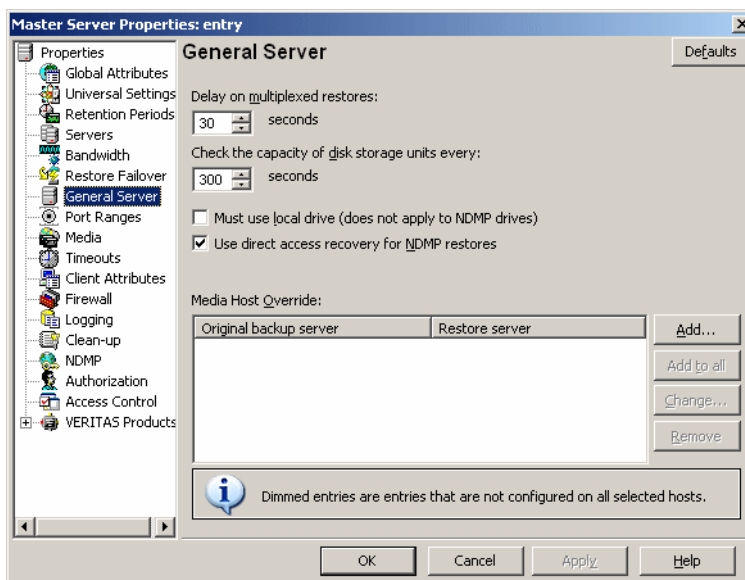 Master Server Properties: entry
Properties
Global Attributes
Universal Settings
Retention Periods
Servers
Bandwidth
Restore Failover
General Server
Port Ranges
Media
Timeouts
Client Attributes
Firewall
Logging
Clean-up
NDMP
Authorization
Access Control
VERITAS Products
General Server
Defaults
Delay on multiplexed restores:
30 seconds
Check the capacity of disk storage units every:
300 seconds
Must use local drive (does not apply to NDMP drives)
Use direct access recovery for NDMP restores
Media Host Override:
Original backup server Restore server
Add...
Add to all
Change...
Remove
Dimmed entries are entries that are not configured on all selected hosts.
OK Cancel Apply Help